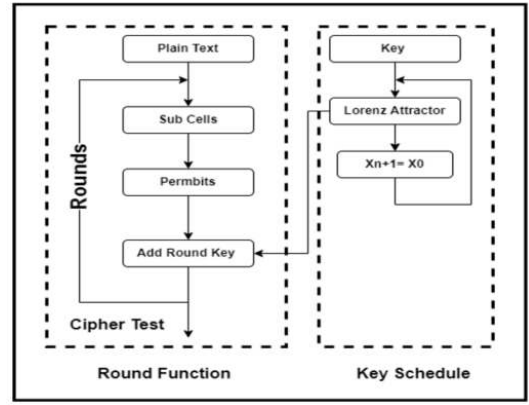 Plain Text
Sub Cells
Permbits
Add Round Key
Rounds
Cipher Test
Round Function
Key
Lorenz Attractor
Xn+1= X0
Key Schedule